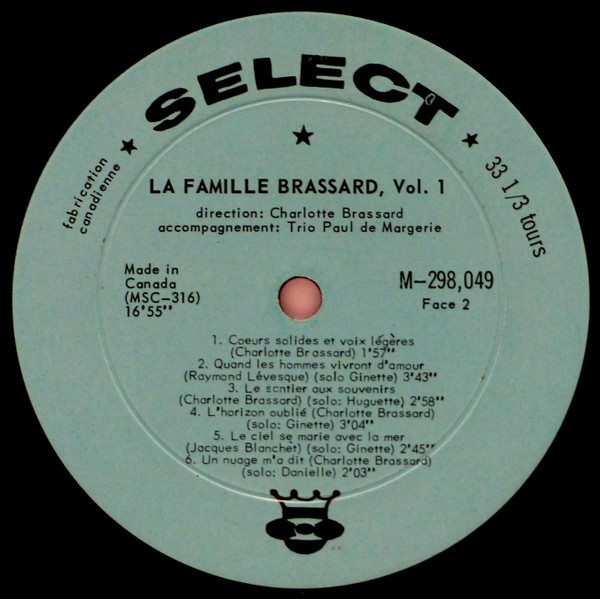 SELECT
fabrication
canadienne
33 1/3 tours
LA FAMILLE BRASSARD, Vol. 1
direction: Charlotte Brassard
accompagnement: Trio Paul de Margerie
Made in
Canada
(MSC-316)
16'55''
M-298,049
Face 2
1. Coeurs solides et voix légères
(Charlotte Brassard) 1'57''
2. Quand les hommes vivront d'amour
(Raymond Lévesque) (solo Ginette) 3'43''
3. Le sentier aux souvenirs
(Charlotte Brassard) (solo: Huguette) 2'58''
4. L'horizon oublié (Charlotte Brassard)
(solo: Ginette) 3'04''
5. Le ciel se marie avec la mer
(Jacques Blanchet) (solo: Ginette) 2'45''
6. Un nuage m'a dit (Charlotte Brassard)
(solo: Danielle) 2'03''